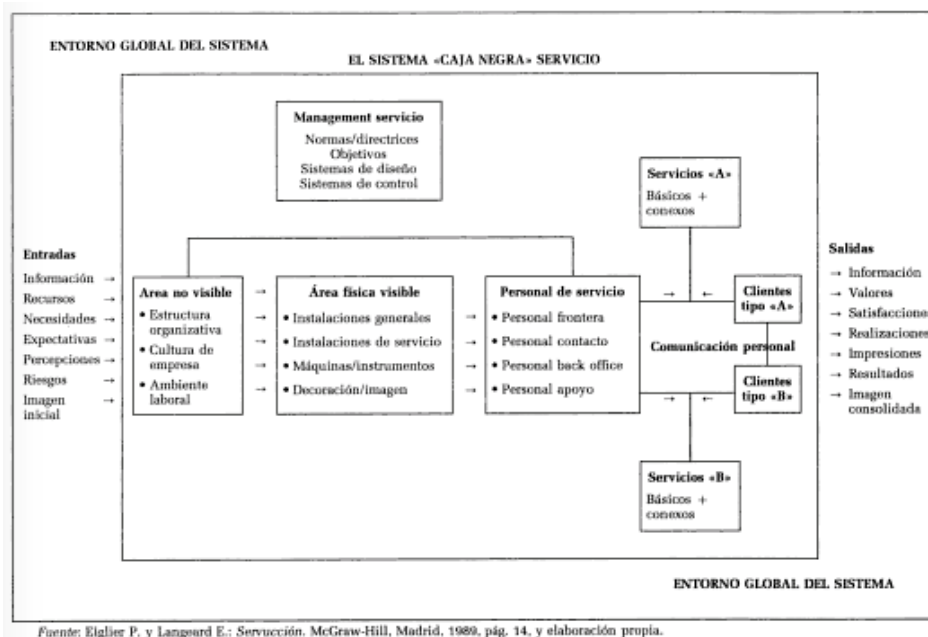 ENTORNO GLOBAL DEL SISTEMA
EL SISTEMA «CAJA NEGRA» SERVICIO
Management servicio
Normas/directrices
Objetivos
Sistemas de diseño
Sistemas de control
Servicios «A»
Básicos +
conexos
Entradas
Información →
Recursos →
Necesidades →
Expectativas →
Percepciones →
Riesgos →
Imagen →
inicial
Area no visible
• Estructura
organizativa
• Cultura de
empresa
• Ambiente
laboral
Área física visible
• Instalaciones generales
• Instalaciones de servicio
• Máquinas/instrumentos
• Decoración/imagen
Personal de servicio
• Personal frontera
• Personal contacto
• Personal back office
• Personal apoyo
Clientes
tipo «A»
Comunicación personal
Clientes
tipo «B»
Servicios «B»
Básicos +
conexos
Salidas
→ Información
→ Valores
→ Satisfacciones
→ Realizaciones
→ Impresiones
→ Resultados
→ Imagen
consolidada
ENTORNO GLOBAL DEL SISTEMA
Fuente: Eiglier P. y Langeard E.: Servucción. McGraw-Hill, Madrid, 1989, pág. 14, y elaboración propia.